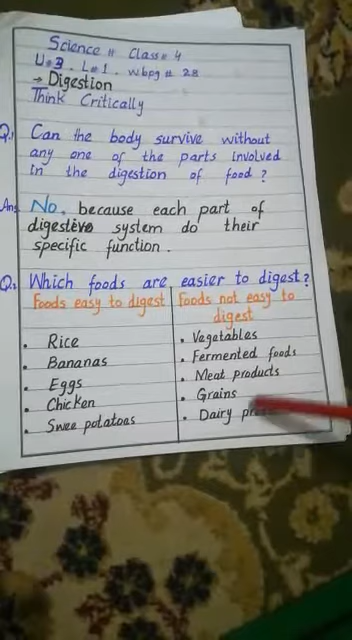 Science # Class # 4
U # 3 . L # 1 . Wbpg # 28
→ Digestion
Think Critically
Q: Can the body survive without
any one of the parts involved
in the digestion of food ?
Ans No, because each part of
digestive system do their
specific function .
Q: Which foods are easier to digest?
Foods easy to digest
• Rice
• Bananas
• Eggs
• Chicken
• Swee potatoes
Foods not easy to
digest
• Vegetables
• Fermented foods
• Meat products
• Grains
• Dairy